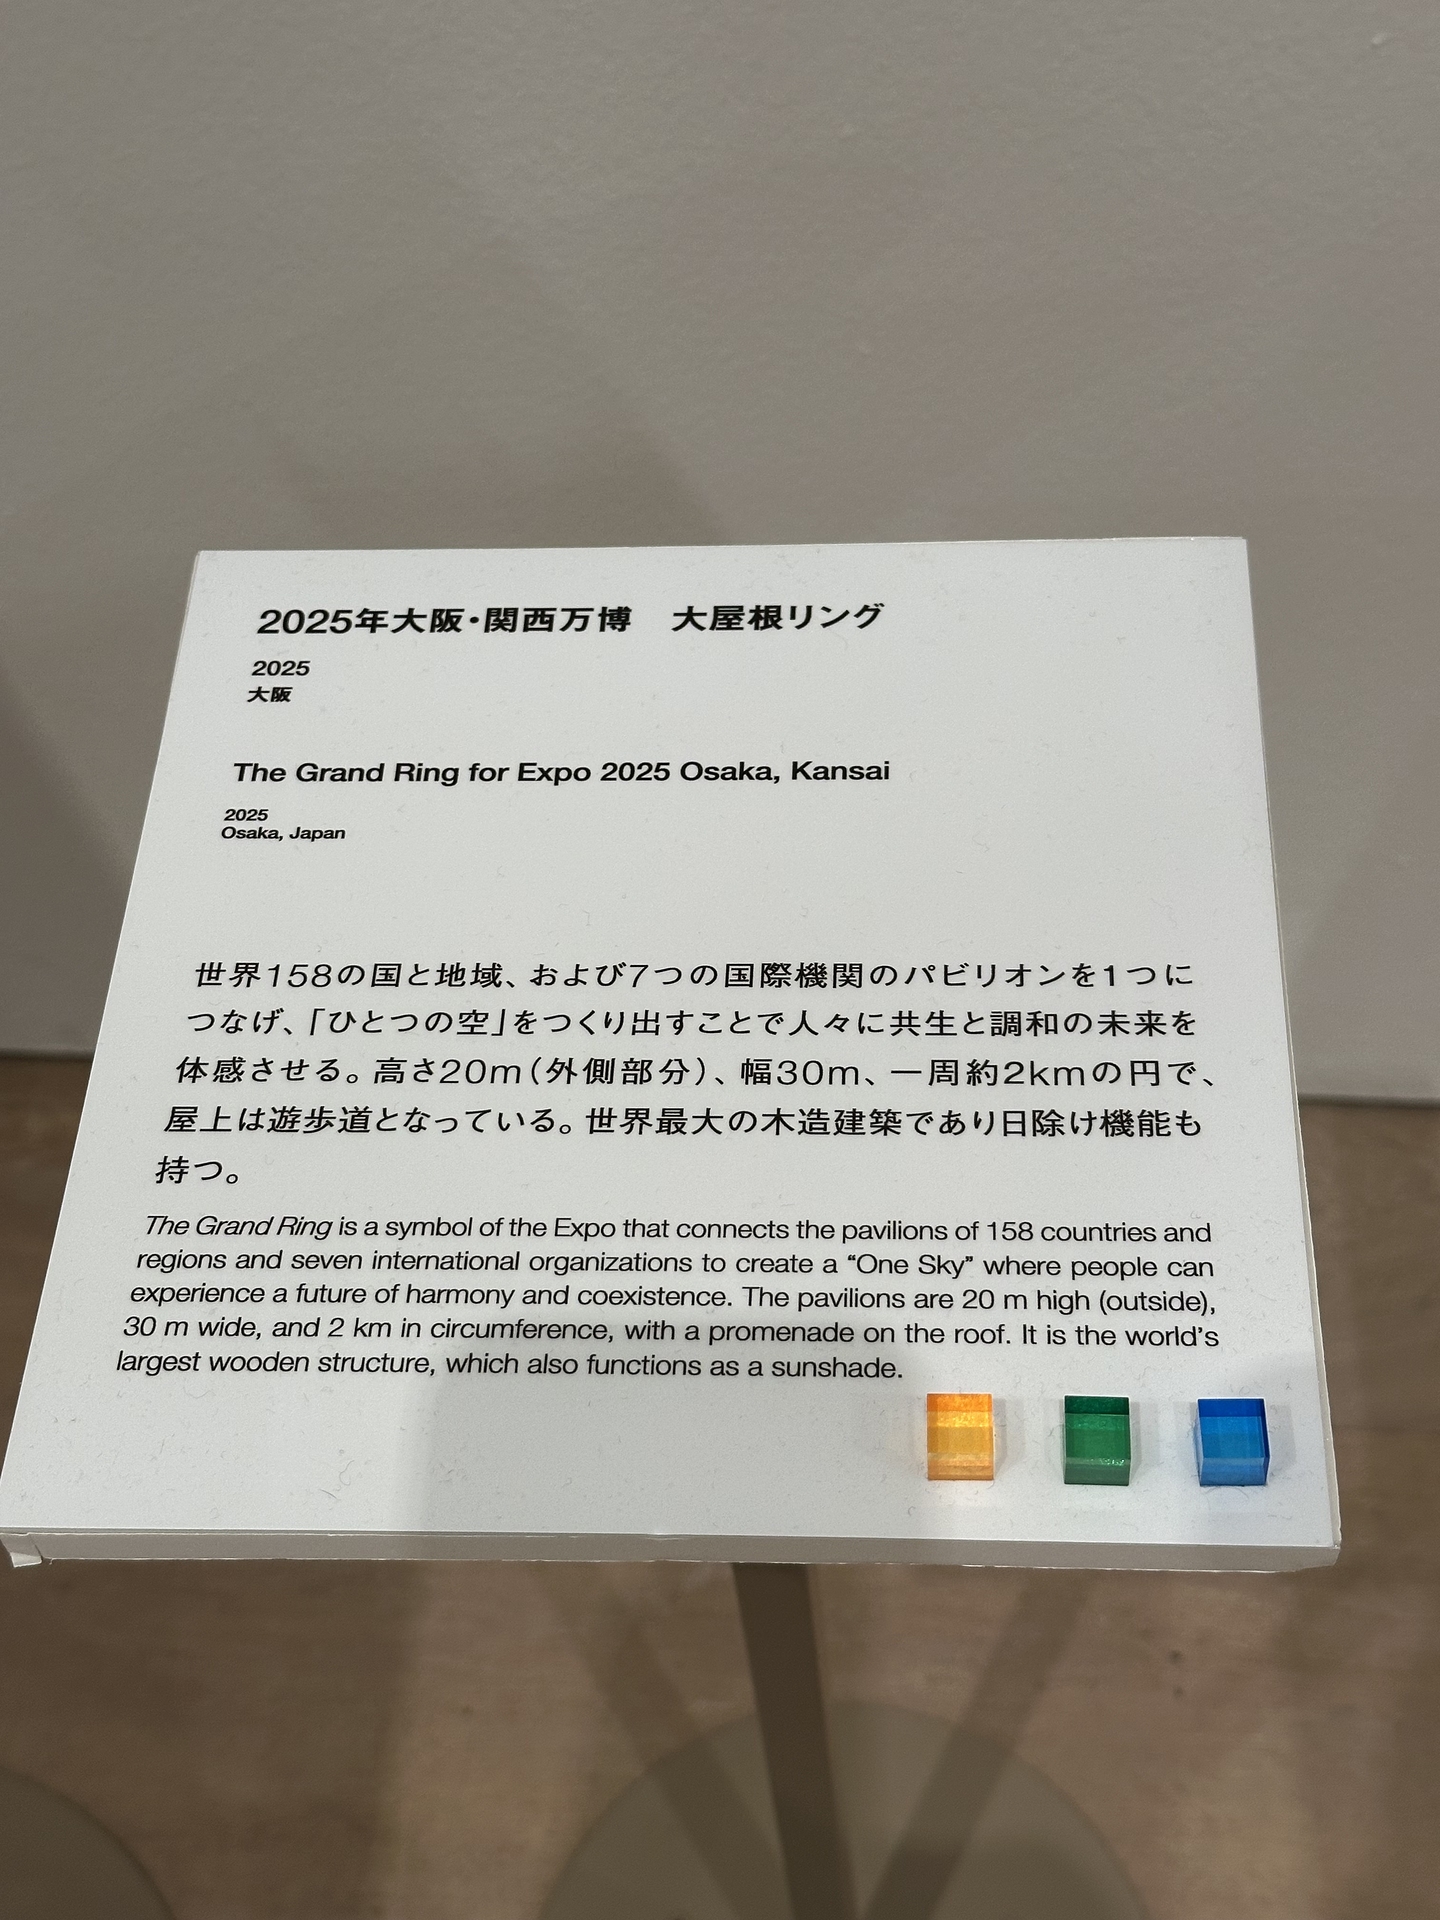 2025年大阪・関西万博　大屋根リング
2025
大阪
The Grand Ring for Expo 2025 Osaka, Kansai
2025
Osaka, Japan
世界158の国と地域、および7つの国際機関のパビリオンを1つに
つなげ、「ひとつの空」をつくり出すことで人々に共生と調和の未来を
体感させる。高さ20m（外側部分）、幅30m、一周約2kmの円で、
屋上は遊歩道となっている。世界最大の木造建築であり日除け機能も
持つ。
The Grand Ring is a symbol of the Expo that connects the pavilions of 158 countries and
regions and seven international organizations to create a “One Sky” where people can
experience a future of harmony and coexistence. The pavilions are 20 m high (outside),
30 m wide, and 2 km in circumference, with a promenade on the roof. It is the world’s
largest wooden structure, which also functions as a sunshade.